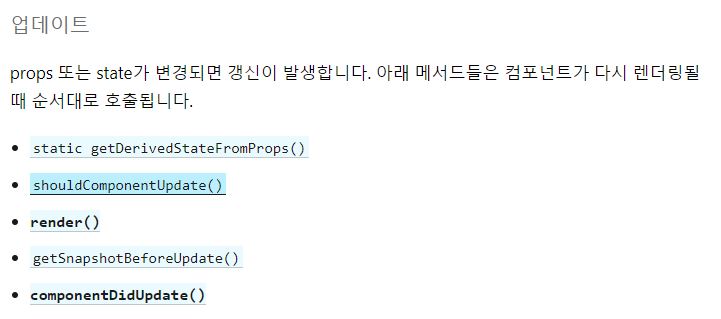 업데이트
props 또는 state가 변경되면 갱신이 발생합니다. 아래 메서드들은 컴포넌트가 다시 렌더링될
때 순서대로 호출됩니다.
static getDerivedStateFromProps()
shouldComponentUpdate()
render()
getSnapshotBeforeUpdate()
componentDidUpdate()